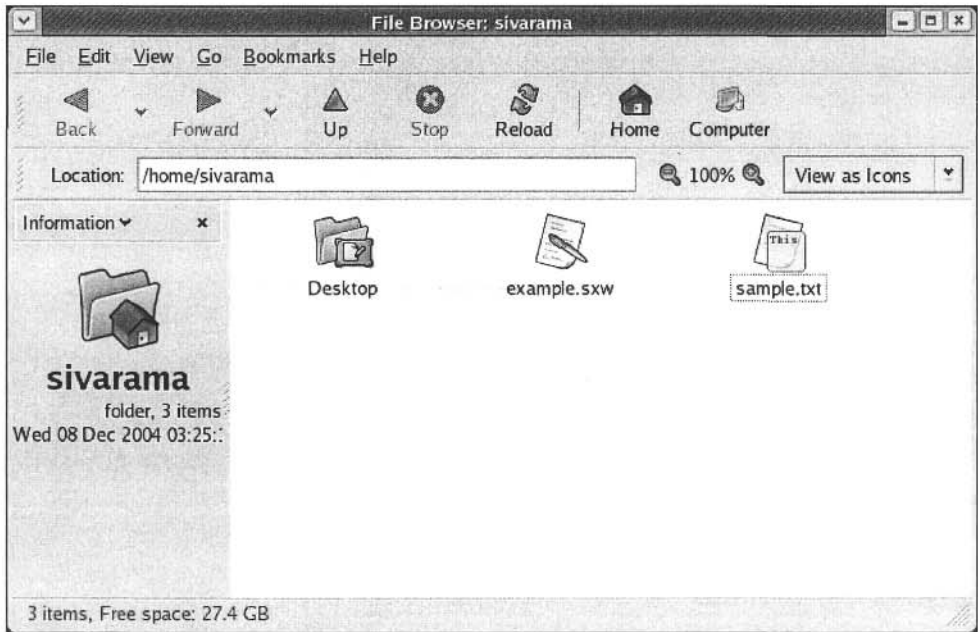 File Browser: sivarama
File Edit View Go Bookmarks Help
Back Forward Up Stop Reload Home Computer
Location: /home/sivarama 100% View as Icons
Information
This
Desktop example.sxw sample.txt
sivarama
folder, 3 items
Wed 08 Dec 2004 03:25:
3 items, Free space: 27.4 GB